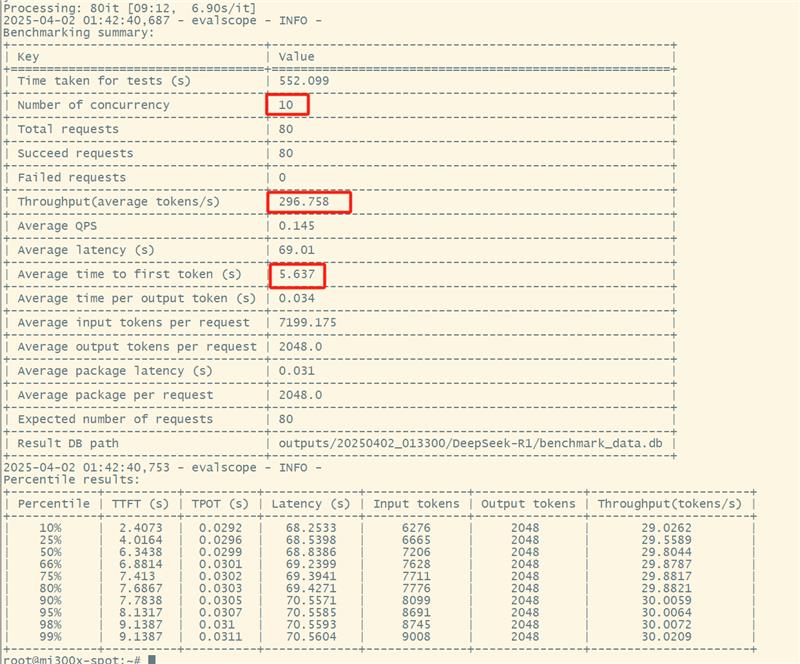 Processing: 80it [09:12,  6.90s/it]
2025-04-02 01:42:40,687 - evalscope - INFO -
Benchmarking summary:
| Key | Value |
| Time taken for tests (s) | 552.099 |
| Number of concurrency | 10 |
| Total requests | 80 |
| Succeed requests | 80 |
| Failed requests | 0 |
| Throughput(average tokens/s) | 296.758 |
| Average QPS | 0.145 |
| Average latency (s) | 69.01 |
| Average time to first token (s) | 5.637 |
| Average time per output token (s) | 0.034 |
| Average input tokens per request | 7199.175 |
| Average output tokens per request | 2048.0 |
| Average package latency (s) | 0.031 |
| Average package per request | 2048.0 |
| Expected number of requests | 80 |
| Result DB path | outputs/20250402_013300/DeepSeek-R1/benchmark_data.db |
2025-04-02 01:42:40,753 - evalscope - INFO -
Percentile results:
| Percentile | TTFT (s) | TPOT (s) | Latency (s) | Input tokens | Output tokens | Throughput(tokens/s) |
| 10% | 2.4073 | 0.0292 | 68.2533 | 6276 | 2048 | 29.0262 |
| 25% | 4.0164 | 0.0296 | 68.5398 | 6665 | 2048 | 29.5589 |
| 50% | 6.3438 | 0.0299 | 68.8386 | 7206 | 2048 | 29.8044 |
| 66% | 6.8814 | 0.0301 | 69.2399 | 7628 | 2048 | 29.8787 |
| 75% | 7.413 | 0.0302 | 69.3941 | 7711 | 2048 | 29.8817 |
| 80% | 7.6867 | 0.0303 | 69.4271 | 7776 | 2048 | 29.8821 |
| 90% | 7.7838 | 0.0305 | 70.5571 | 8099 | 2048 | 30.0059 |
| 95% | 8.1317 | 0.0307 | 70.5585 | 8691 | 2048 | 30.0064 |
| 98% | 9.1387 | 0.031 | 70.5593 | 8745 | 2048 | 30.0072 |
| 99% | 9.1387 | 0.0311 | 70.5604 | 9008 | 2048 | 30.0209 |
root@mi300x-spot:~#